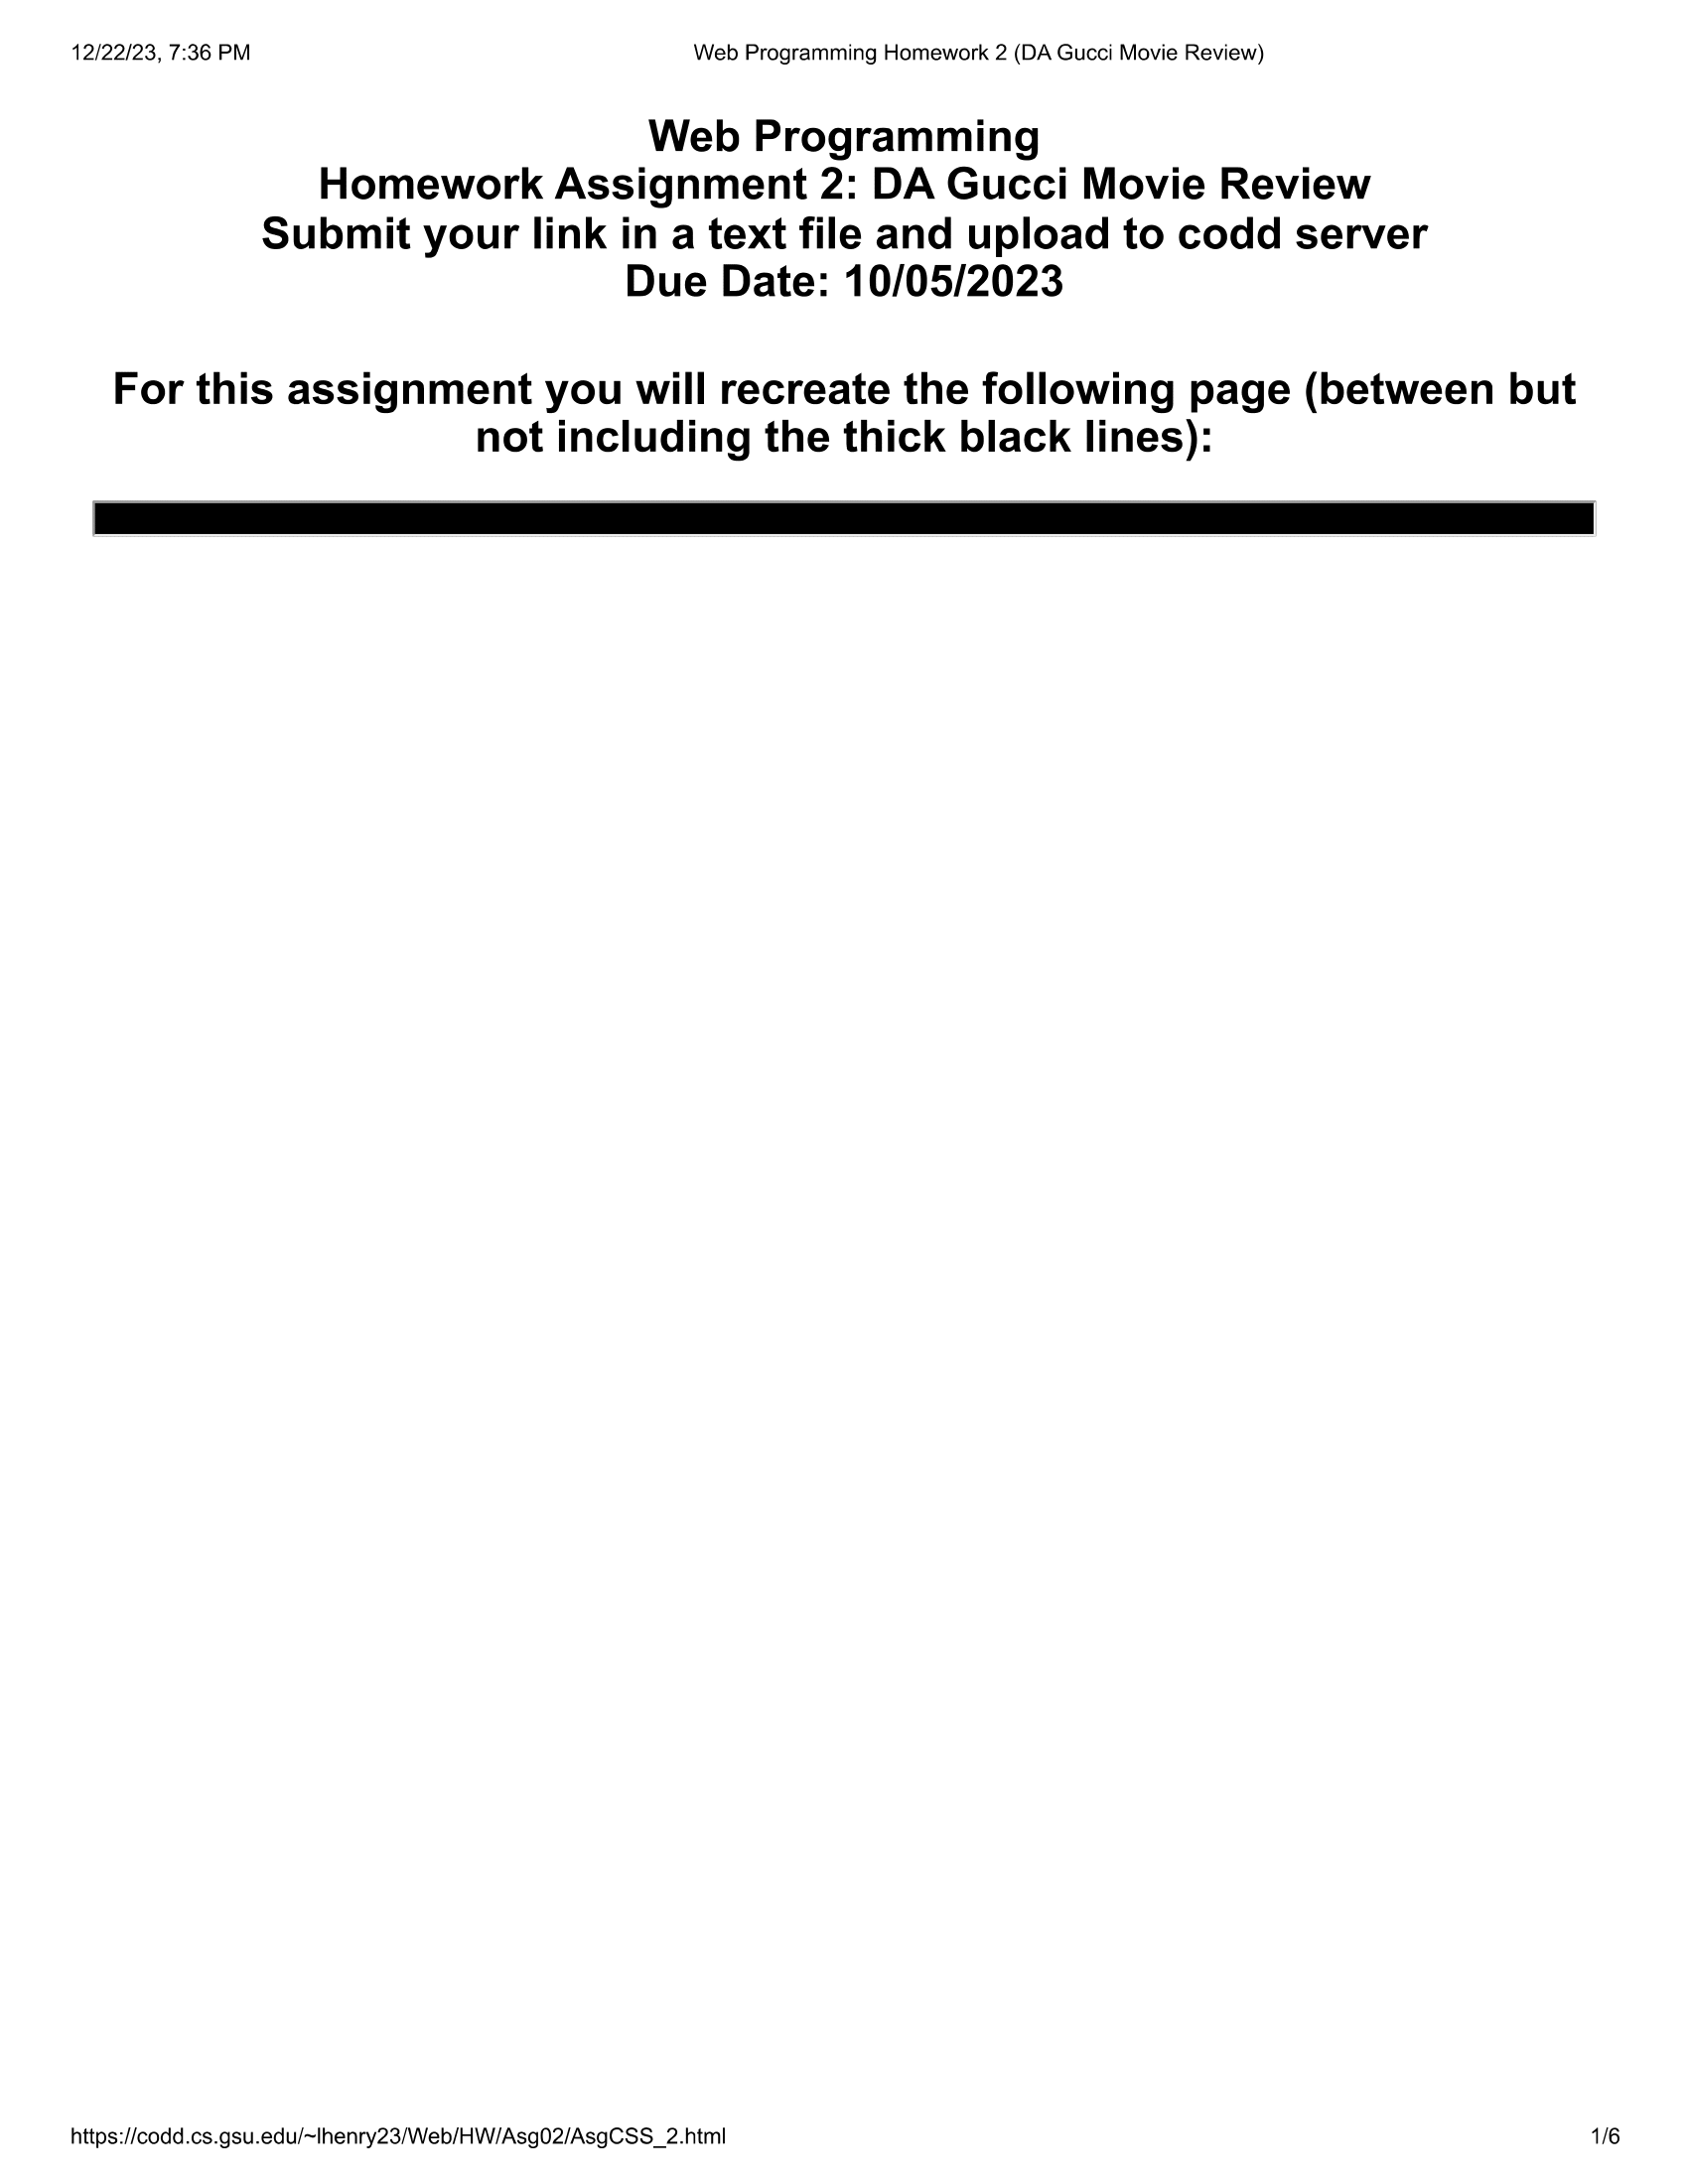 12/22/23, 7:36 PM Web Programming Homework 2 (DA Gucci Movie Review)
Web Programming
Homework Assignment 2: DA Gucci Movie Review
Submit your link in a text file and upload to codd server
Due Date: 10/05/2023
For this assignment you will recreate the following page (between but
not including the thick black lines):
https://codd.cs.gsu.edu/~lhenry23/Web/HW/Asg02/AsgCSS_2.html 1/6